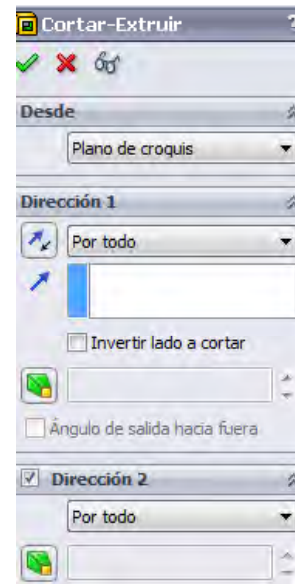 Cortar-Extruir ?
Desde
Plano de croquis
Dirección 1
Por todo
Invertir lado a cortar
Ángulo de salida hacia fuera
Dirección 2
Por todo